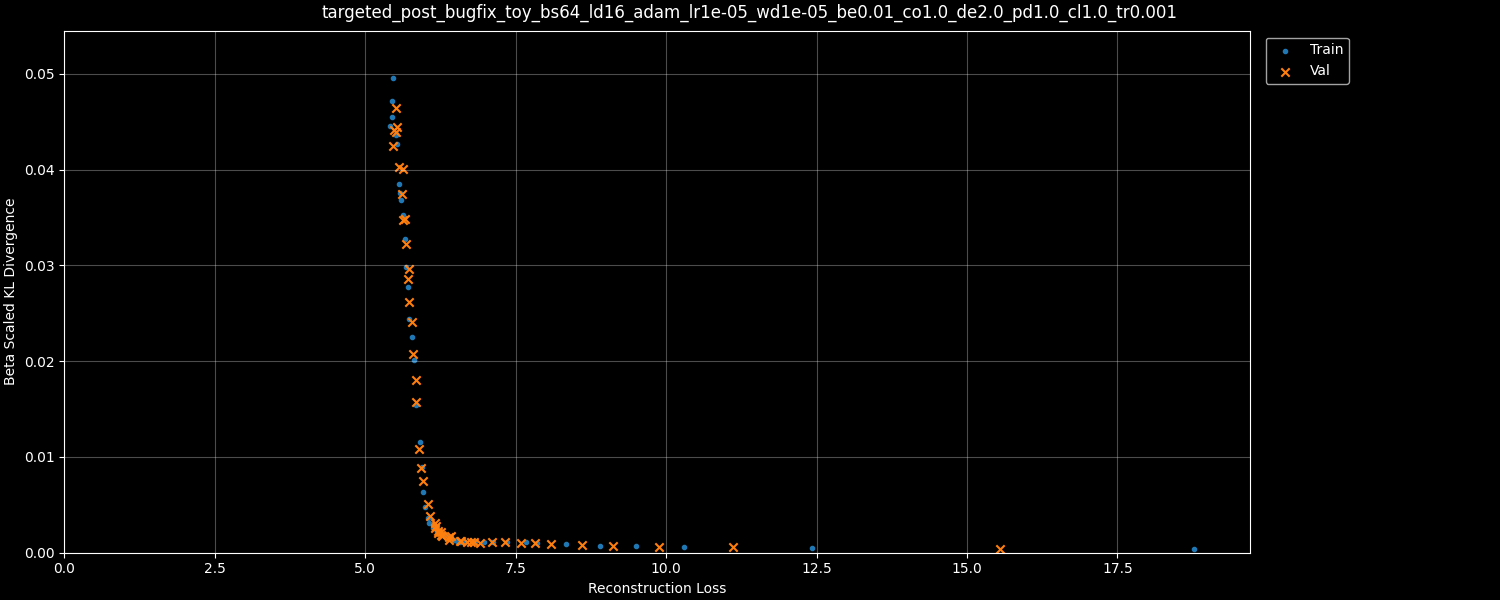 targeted_post_bugfix_toy_bs64_ld16_adam_lr1e-05_wd1e-05_be0.01_co1.0_de2.0_pd1.0_cl1.0_tr0.001
Train
Val
0.05
0.04
0.03
0.02
0.01
0.00
Beta Scaled KL Divergence
0.0 2.5 5.0 7.5 10.0 12.5 15.0 17.5
Reconstruction Loss